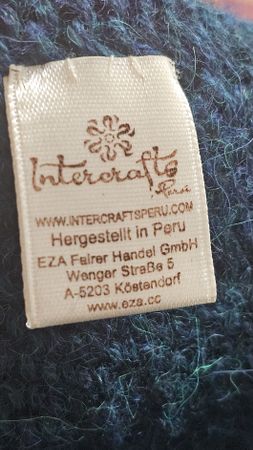 Intercrafts
Perú
WWW.INTERCRAFTSPERU.COM
Hergestellt in Peru
EZA Fairer Handel GmbH
Wenger Straße 5
A-5203 Köstendorf
www.eza.cc